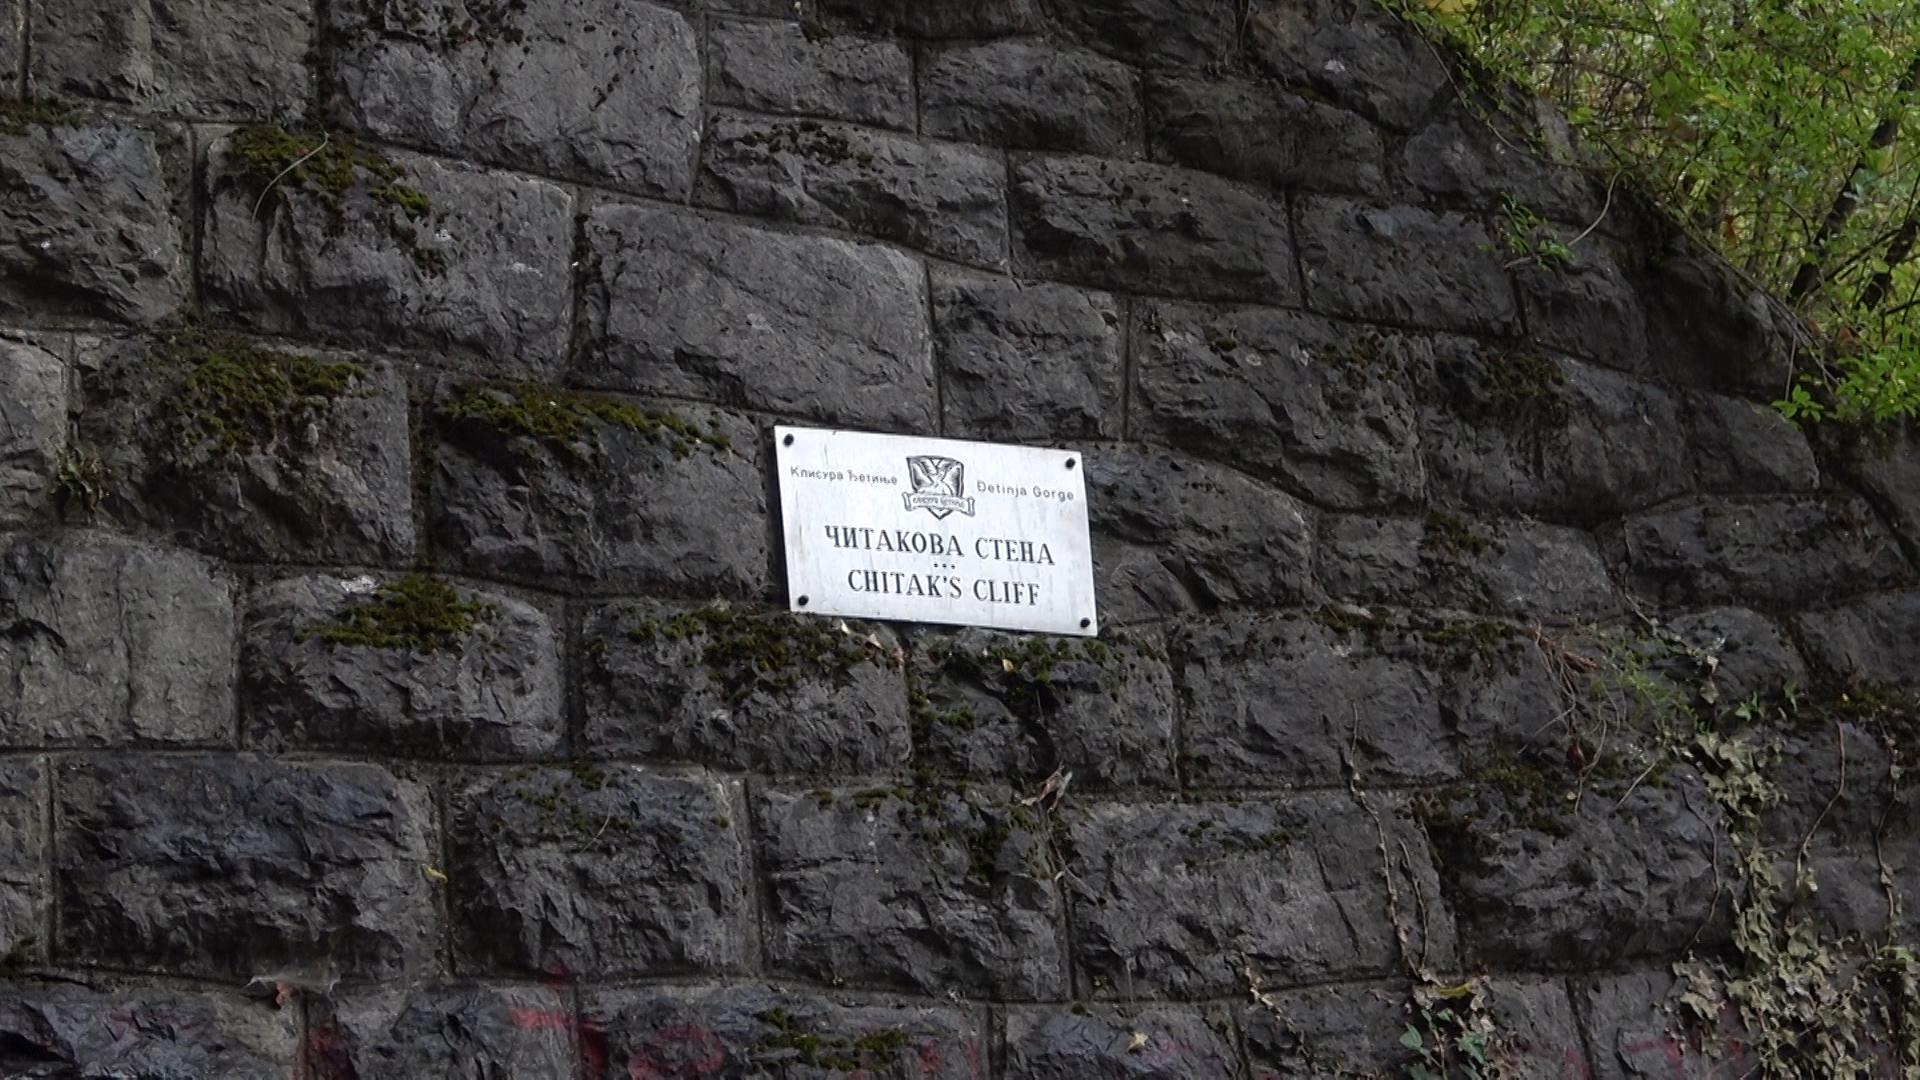 Клисура Ђетиње
Đetinja Gorge
ЧИТАКОВА СТЕНА
CHITAK'S CLIFF